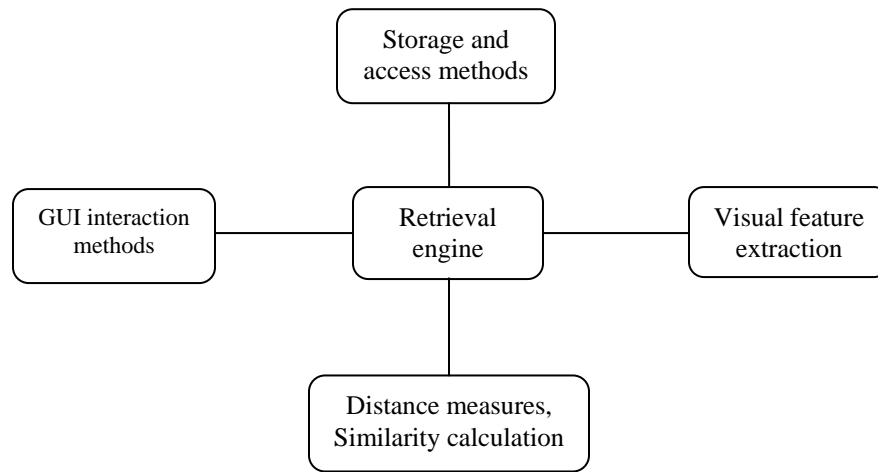 Storage and
access methods
GUI interaction
methods
Retrieval
engine
Visual feature
extraction
Distance measures,
Similarity calculation